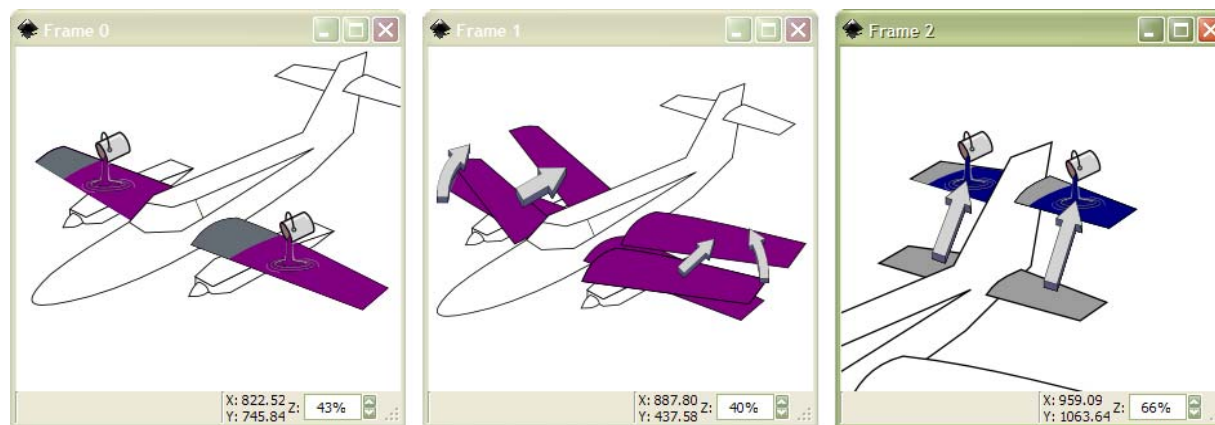 Frame 0
Frame 1
Frame 2
X: 822.52
Y: 745.84
Z: 43%
X: 887.80
Y: 437.58
Z: 40%
X: 959.09
Y: 1063.64
Z: 66%